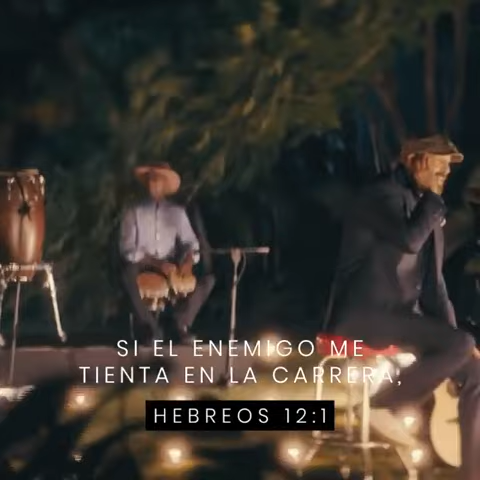 SI EL ENEMIGO ME
TIENTA EN LA CARRERA;
HEBREOS 12:1